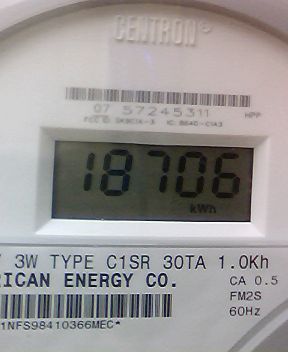 CENTRON®
07 57245311 HPP
18706
kWh
3W TYPE C1SR 30TA 1.0Kh
RICAN ENERGY CO. CA 0.5
FM2S
60Hz
1NFS98410366MEC*